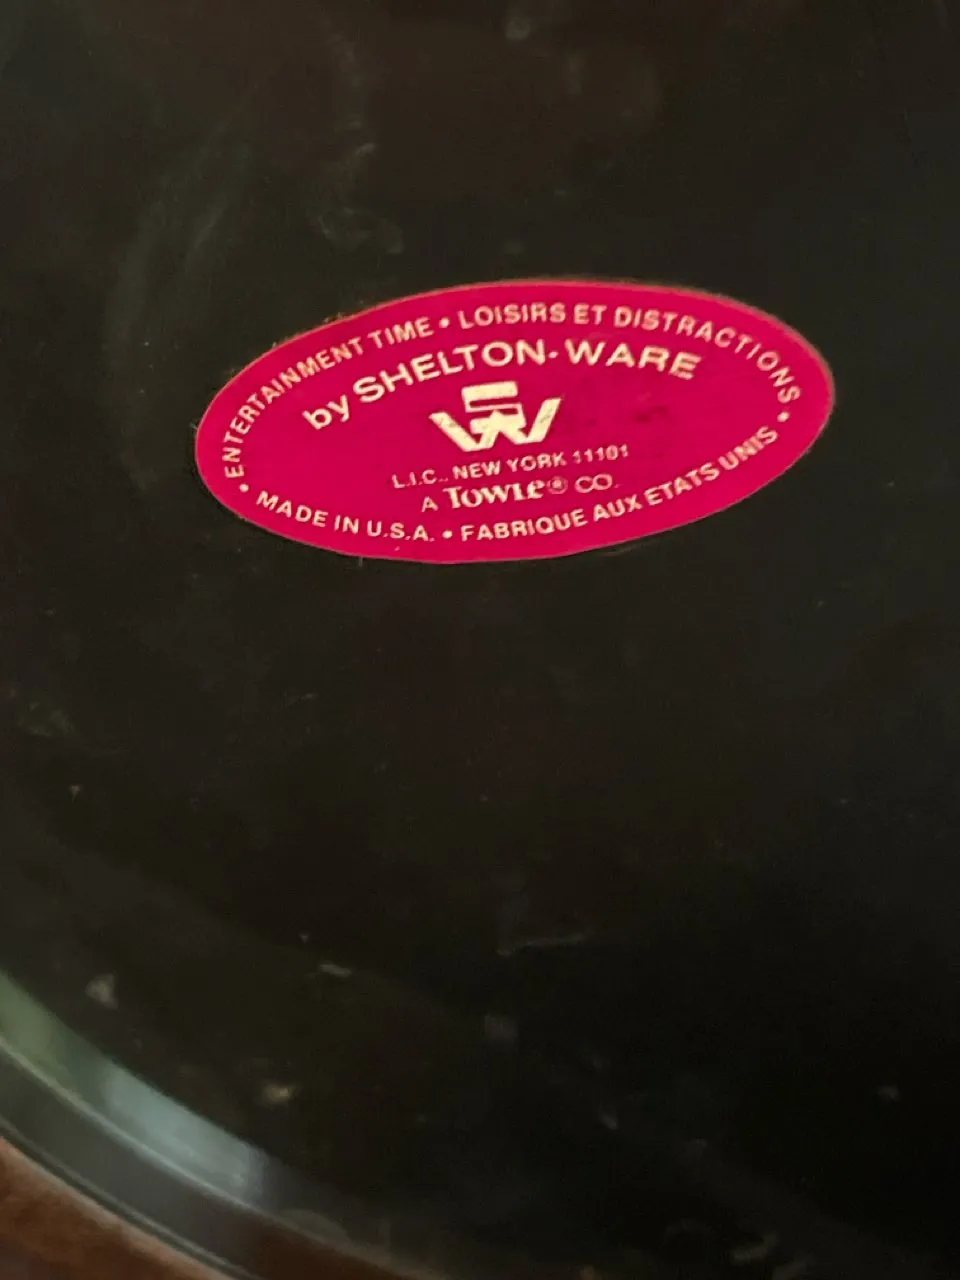 • ENTERTAINMENT TIME • LOISIRS ET DISTRACTIONS •
by SHELTON-WARE
SW
L.I.C., NEW YORK 11101
A TOWLE® CO.
MADE IN U.S.A. • FABRIQUE AUX ETATS UNIS